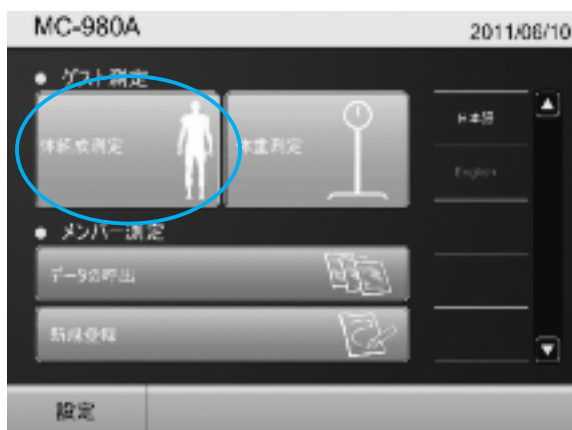 MC-980A
2011/06/10
● ゲスト測定
体組成測定
体重測定
日本語
English
● メンバー測定
データの呼出
新規登録
設定